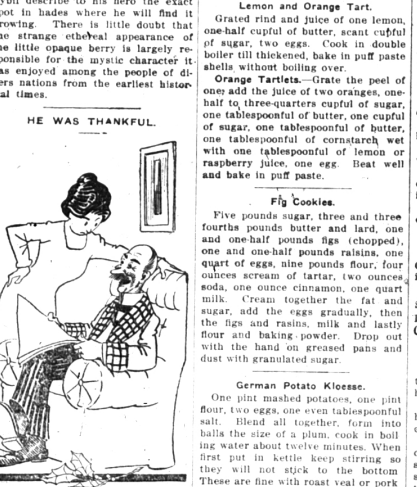 describe to his hero the exact
pot in hades where he will find it
rowing. There is little doubt that
he strange ethereal appearance of
he little opaque berry is largely re-
ponsible for the mystic character it
as enjoyed among the people of di-
ers nations from the earliest histor-
al times.
HE WAS THANKFUL.
Lemon and Orange Tart.
Grated rind and juice of one lemon,
one-half cupful of butter, scant cupful
of sugar, two eggs. Cook in double
boiler till thickened, bake in puff paste
shells without boiling over.
Orange Tartlets.—Grate the peel of
one; add the juice of two oranges, one-
half to three-quarters cupful of sugar,
one tablespoonful of butter, one cupful
of sugar, one tablespoonful of butter,
one tablespoonful of cornstarch wet
with one tablespoonful of lemon or
raspberry juice, one egg. Beat well
and bake in puff paste.
Fig Cookies.
Five pounds sugar, three and three
fourths pounds butter and lard, one
and one-half pounds figs (chopped),
one and one-half pounds raisins, one
quart of eggs, nine pounds flour, four
ounces scream of tartar, two ounces
soda, one ounce cinnamon, one quart
milk. Cream together the fat and
sugar, add the eggs gradually, then
the figs and rasins, milk and lastly
flour and baking powder. Drop out
with the hand on greased pans and
dust with granulated sugar.
German Potato Kloesse.
One pint mashed potatoes, one pint
flour, two eggs, one even tablespoonful
salt. Blend all together, form into
balls the size of a plum, cook in boil
ing water about twelve minutes. When
first put in kettle keep stirring so
they will not stick to the bottom
These are fine with roast veal or pork